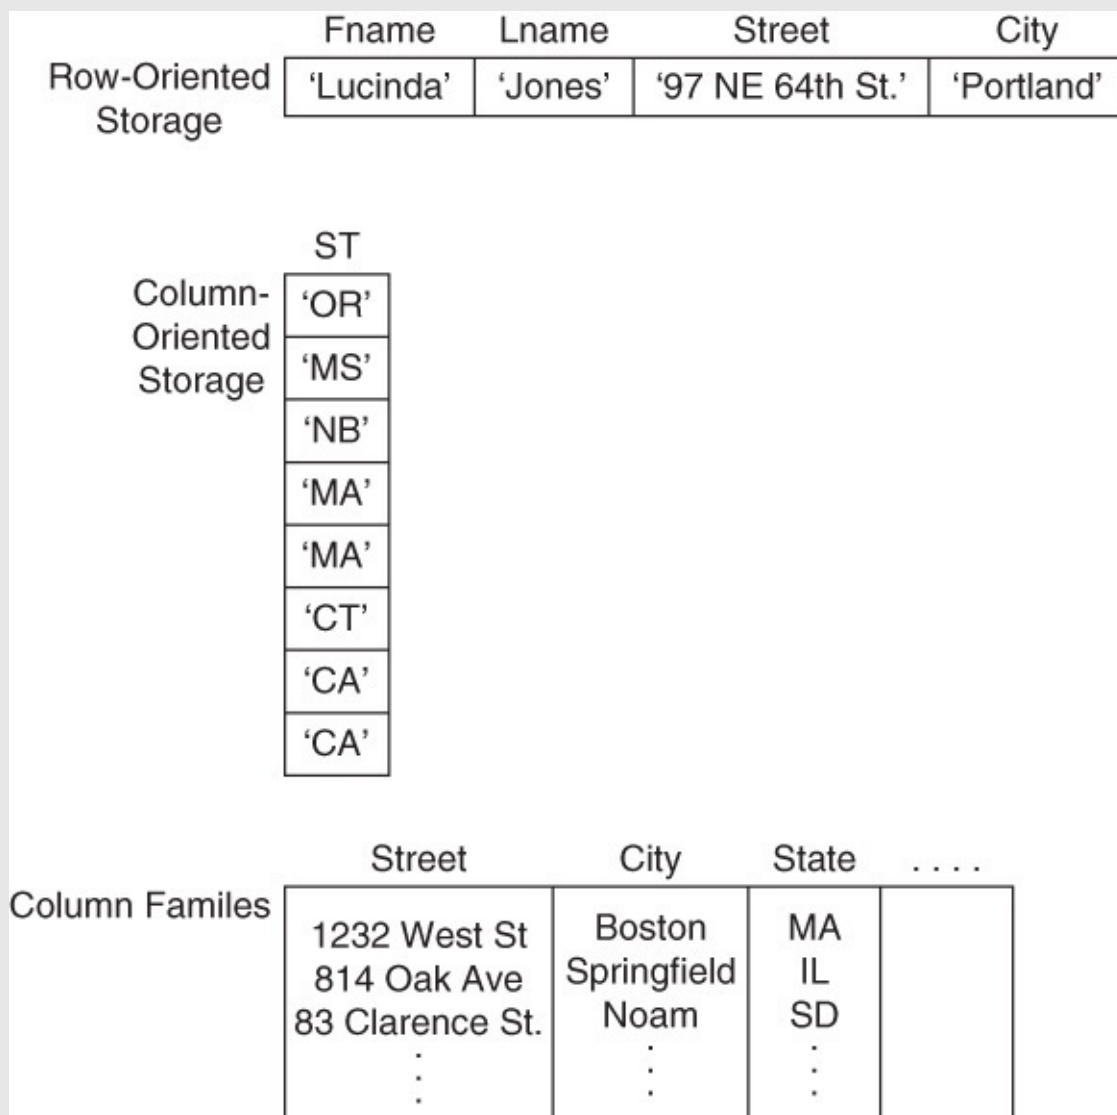 Fname Lname Street City
Row-Oriented Storage ‘Lucinda’ ‘Jones’ ‘97 NE 64th St.’ ‘Portland’
ST
Column-Oriented Storage
‘OR’
‘MS’
‘NB’
‘MA’
‘MA’
‘CT’
‘CA’
‘CA’
Street City State . . . .
Column Familes
1232 West St Boston MA
814 Oak Ave Springfield IL
83 Clarence St. Noam SD